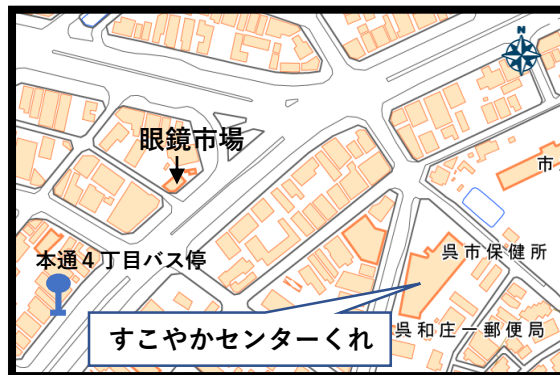 N
眼鏡市場
市
呉市保健所
本通４丁目バス停
すこやかセンターくれ
呉和庄一郵便局